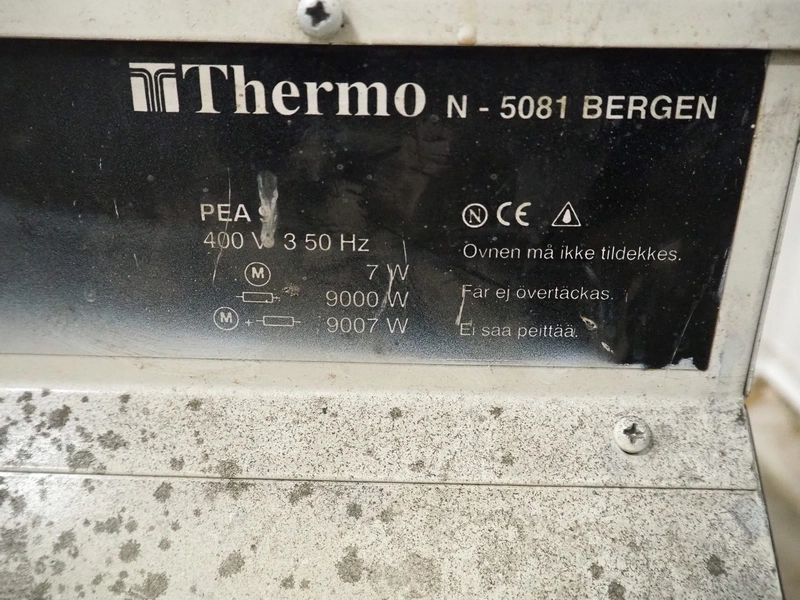 Thermo N - 5081 BERGEN
PEA
400 V 3 50 Hz
N CE
M 7 W
9000 W
M + 9007 W
Ovnen må ikke tildekkes.
Får ej övertäckas.
Ei saa peittää.